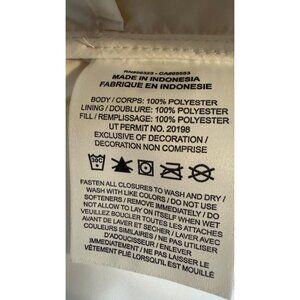 MADE IN INDONESIA
FABRIQUE EN INDONESIE
BODY / CORPS: 100% POLYESTER
LINING / DOUBLURE: 100% POLYESTER
FILL / REMPLISSAGE: 100% POLYESTER
UT PERMIT NO. 20198
EXCLUSIVE OF DECORATION /
DECORATION NON COMPRISE
30C
FASTEN ALL CLOSURES TO WASH AND DRY /
WASH WITH LIKE COLORS / DO NOT USE
SOFTENERS / REMOVE IMMEDIATELY / DO
NOT ALLOW TO LAY ON ITSELF WHEN WET
VEUILLEZ BOUCLER TOUTES LES ATTACHES
AVANT DE LAVER ET SÉCHER / LAVER AVEC
COULEURS SIMILAIRES / NE PAS UTILISER
D'ADOUCISSEUR / ENLEVER
IMMÉDIATEMENT / NE PAS LAISSER LE
VÊTEMENT PLIÉ LORSQU'IL EST MOUILLÉ